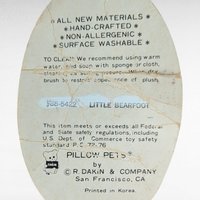 ALL NEW MATERIALS
*HAND-CRAFTED*
*NON-ALLERGENIC*
*SURFACE WASHABLE*
TO CLEAN: We recommend using warm
water, and soap with sponge or cloth,
brush to restore appearance of plush.
LITTLE BEARFOOT
This item meets or exceeds all Federal
and State safety regulations, including
U.S. Dept. of Commerce toy safety
standard P.S. 72-76
PILLOW PETS
by
© R. DAKIN & COMPANY
San Francisco, CA
Printed in Korea.